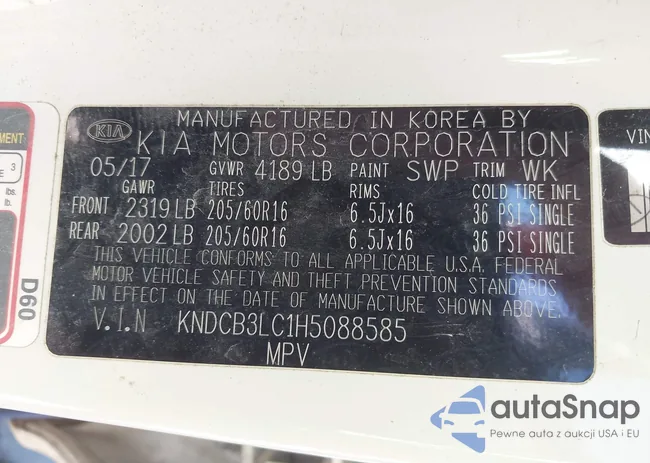 MANUFACTURED IN KOREA BY
KIA KIA MOTORS CORPORATION
05/17 GVWR 4189 LB PAINT SWP TRIM WK
GAWR TIRES RIMS COLD TIRE INFL
FRONT 2319 LB 205/60R16 6.5Jx16 36 PSI SINGLE
REAR 2002 LB 205/60R16 6.5Jx16 36 PSI SINGLE
THIS VEHICLE CONFORMS TO ALL APPLICABLE U.S.A. FEDERAL
MOTOR VEHICLE SAFETY AND THEFT PREVENTION STANDARDS
IN EFFECT ON THE DATE OF MANUFACTURE SHOWN ABOVE.
V.I.N KNDCB3LC1H5088585
MPV
MENT
E 3
lbs.
lb.
D60
VIN
autaSnap
Pewne auta z aukcji USA i EU